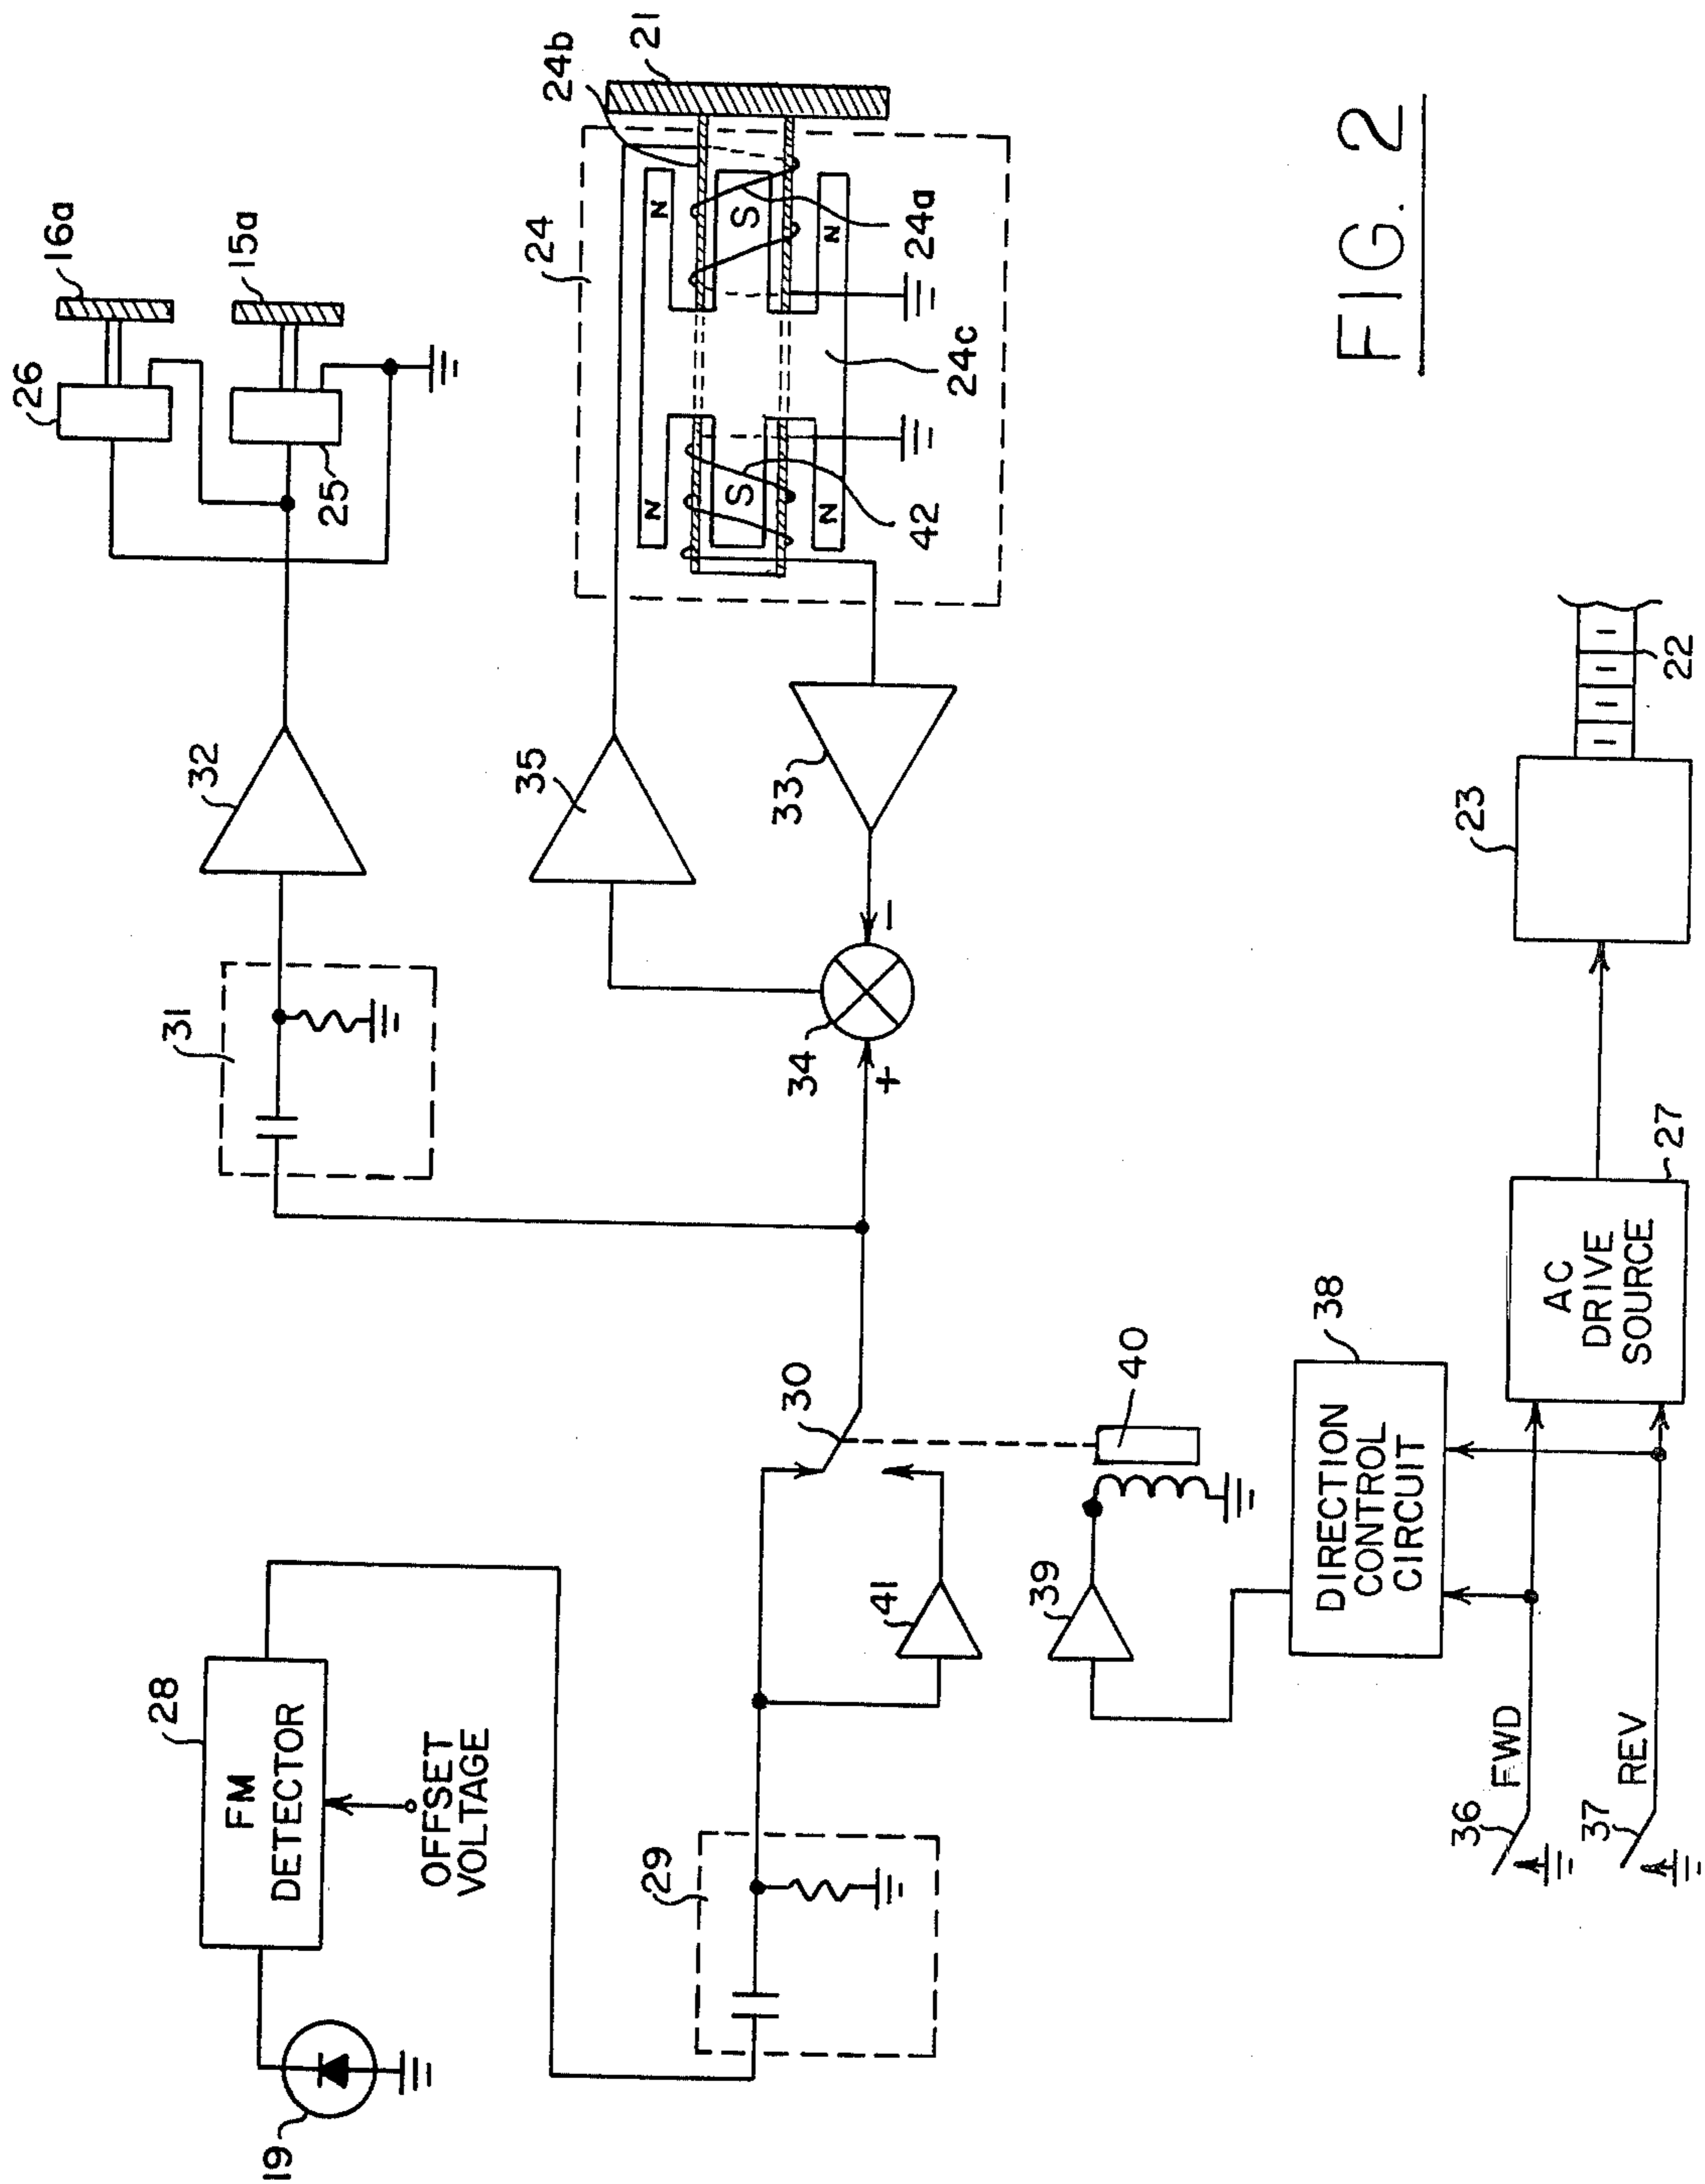 19
28
FM
DETECTOR
OFFSET
VOLTAGE
29
41
30
31
32
26
16a
15a
25
34
+
−
35
33
24
24b
21
N
S
N
N
S
N
24a
24c
42
39
40
38
DIRECTION
CONTROL
CIRCUIT
36
FWD
37
REV
AC
DRIVE
SOURCE
27
23
22
FIG. 2